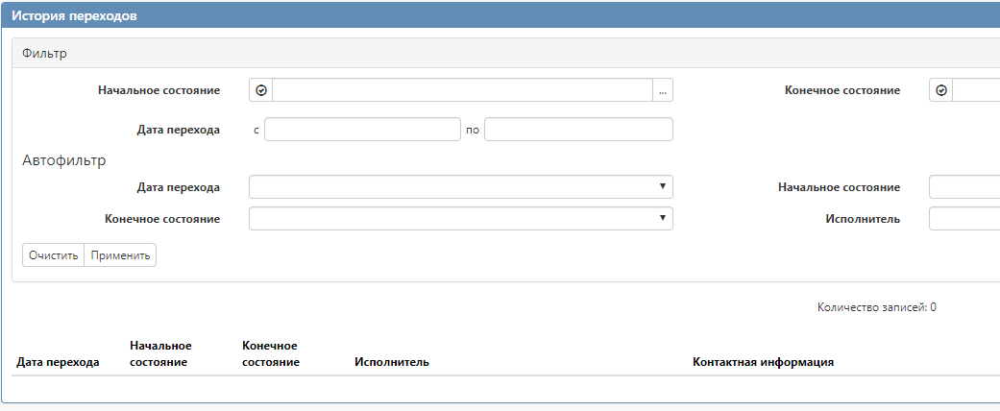 История переходов
Фильтр
Начальное состояние ... Конечное состояние
Дата перехода с по
Автофильтр
Дата перехода Начальное состояние
Конечное состояние Исполнитель
Очистить Применить
Количество записей: 0
Дата перехода Начальное состояние Конечное состояние Исполнитель Контактная информация